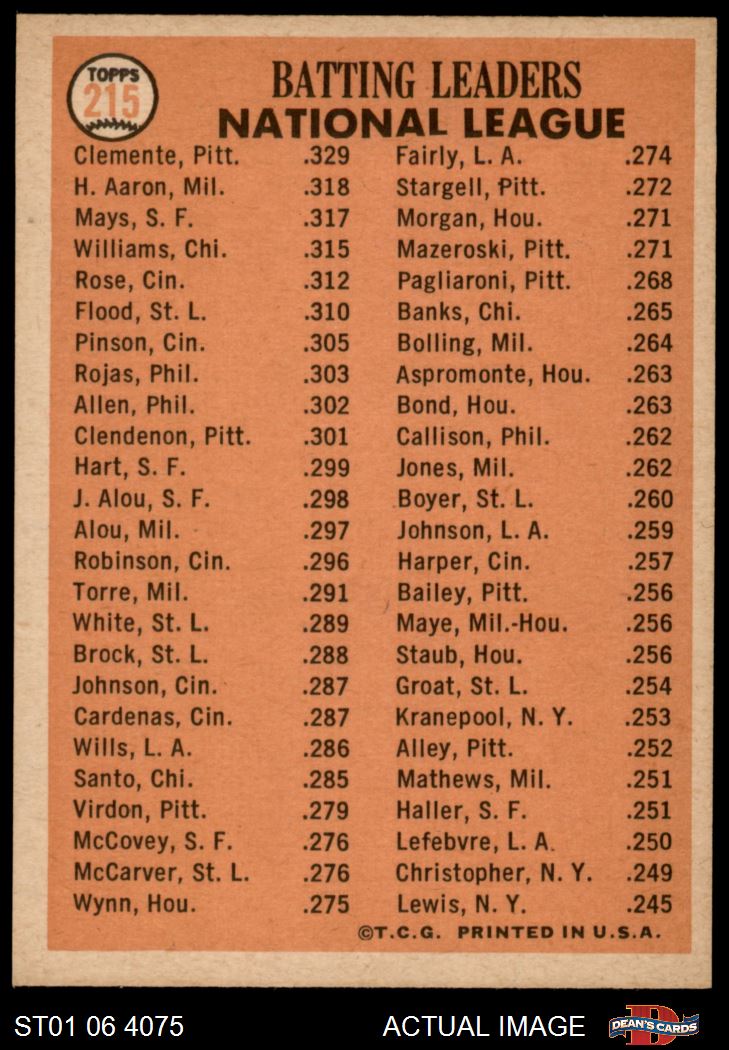 TOPPS
215
BATTING LEADERS
NATIONAL LEAGUE
Clemente, Pitt. .329
H. Aaron, Mil. .318
Mays, S. F. .317
Williams, Chi. .315
Rose, Cin. .312
Flood, St. L. .310
Pinson, Cin. .305
Rojas, Phil. .303
Allen, Phil. .302
Clendenon, Pitt. .301
Hart, S. F. .299
J. Alou, S. F. .298
Alou, Mil. .297
Robinson, Cin. .296
Torre, Mil. .291
White, St. L. .289
Brock, St. L. .288
Johnson, Cin. .287
Cardenas, Cin. .287
Wills, L. A. .286
Santo, Chi. .285
Virdon, Pitt. .279
McCovey, S. F. .276
McCarver, St. L. .276
Wynn, Hou. .275
Fairly, L. A. .274
Stargell, Pitt. .272
Morgan, Hou. .271
Mazeroski, Pitt. .271
Pagliaroni, Pitt. .268
Banks, Chi. .265
Bolling, Mil. .264
Aspromonte, Hou. .263
Bond, Hou. .263
Callison, Phil. .262
Jones, Mil. .262
Boyer, St. L. .260
Johnson, L. A. .259
Harper, Cin. .257
Bailey, Pitt. .256
Maye, Mil.-Hou. .256
Staub, Hou. .256
Groat, St. L. .254
Kranepool, N. Y. .253
Alley, Pitt. .252
Mathews, Mil. .251
Haller, S. F. .251
Lefebvre, L. A. .250
Christopher, N. Y. .249
Lewis, N. Y. .245
©T.C.G. PRINTED IN U.S.A.
ST01 06 4075
ACTUAL IMAGE
D
DEAN'S CARDS